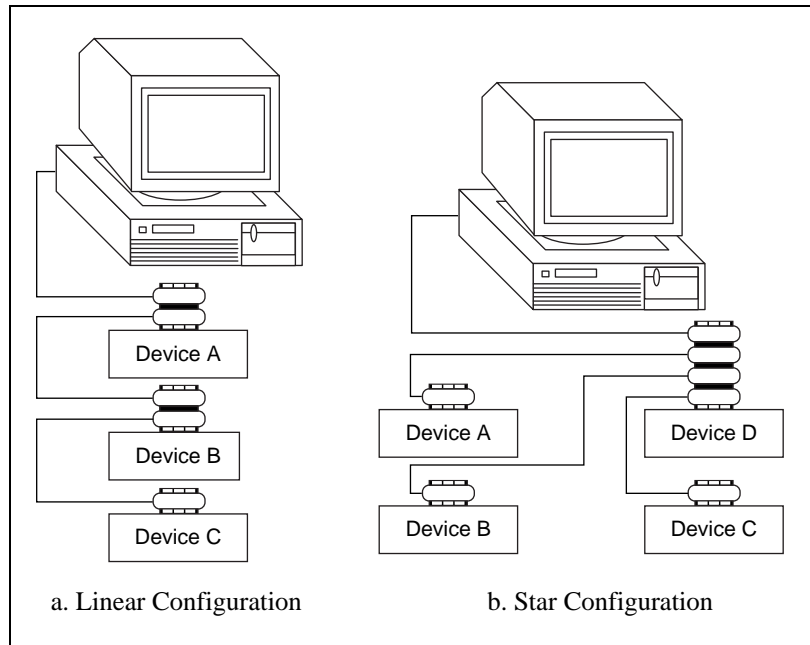 Device A
Device B
Device C
a. Linear Configuration
Device A
Device D
Device B
Device C
b. Star Configuration